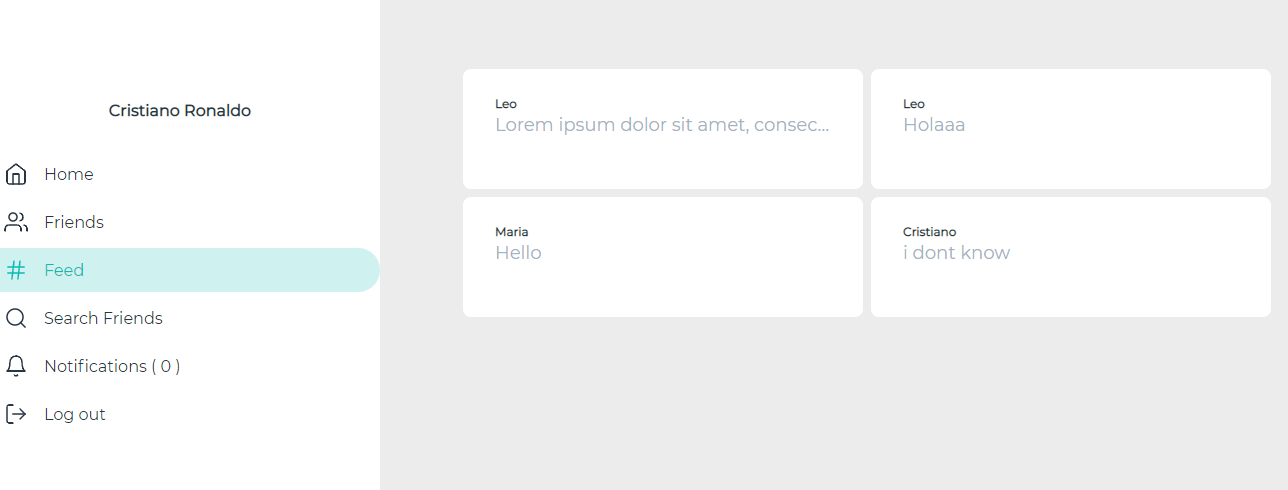 Cristiano Ronaldo
Home
Friends
Feed
Search Friends
Notifications ( 0 )
Log out
Leo
Lorem ipsum dolor sit amet, consec...
Leo
Holaaa
Maria
Hello
Cristiano
i dont know